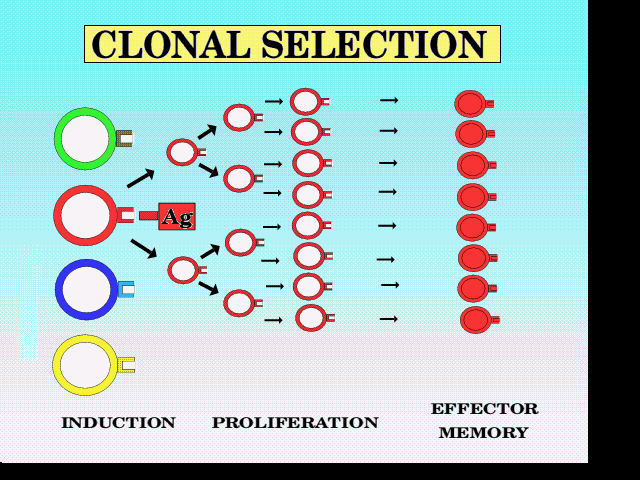 CLONAL SELECTION
Ag
INDUCTION
PROLIFERATION
EFFECTOR
MEMORY